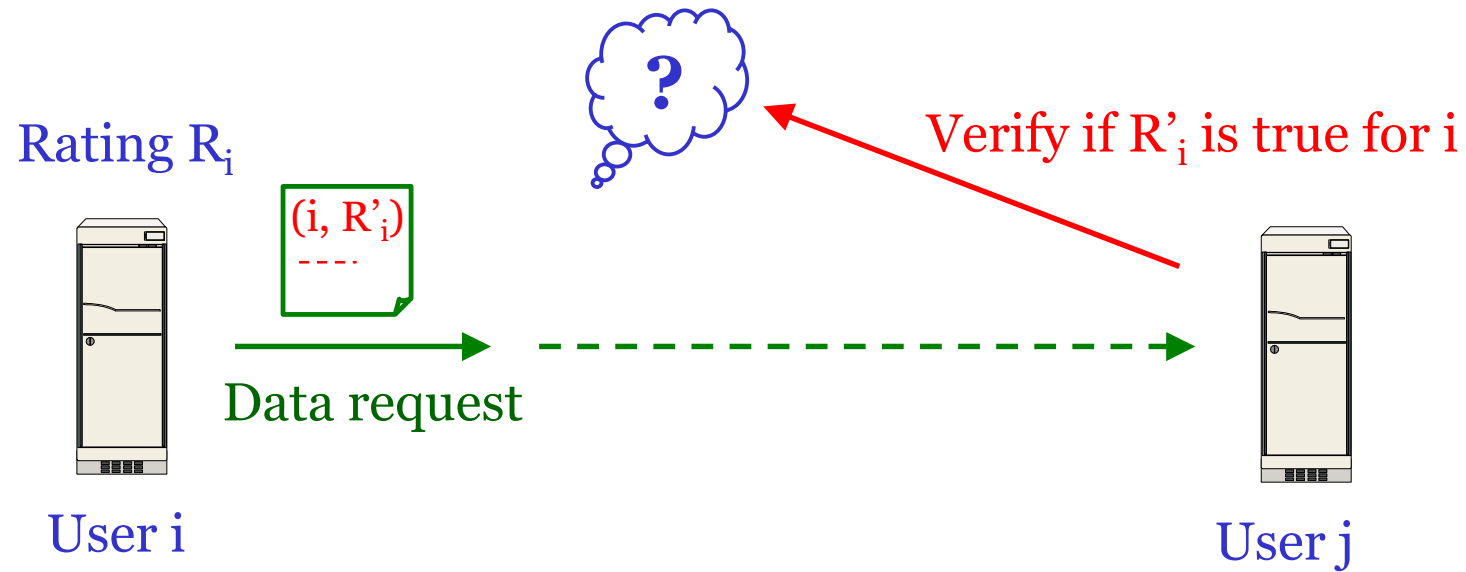 ?
Verify if R’i is true for i
Rating Ri
(i, R’i)
Data request
User i
User j